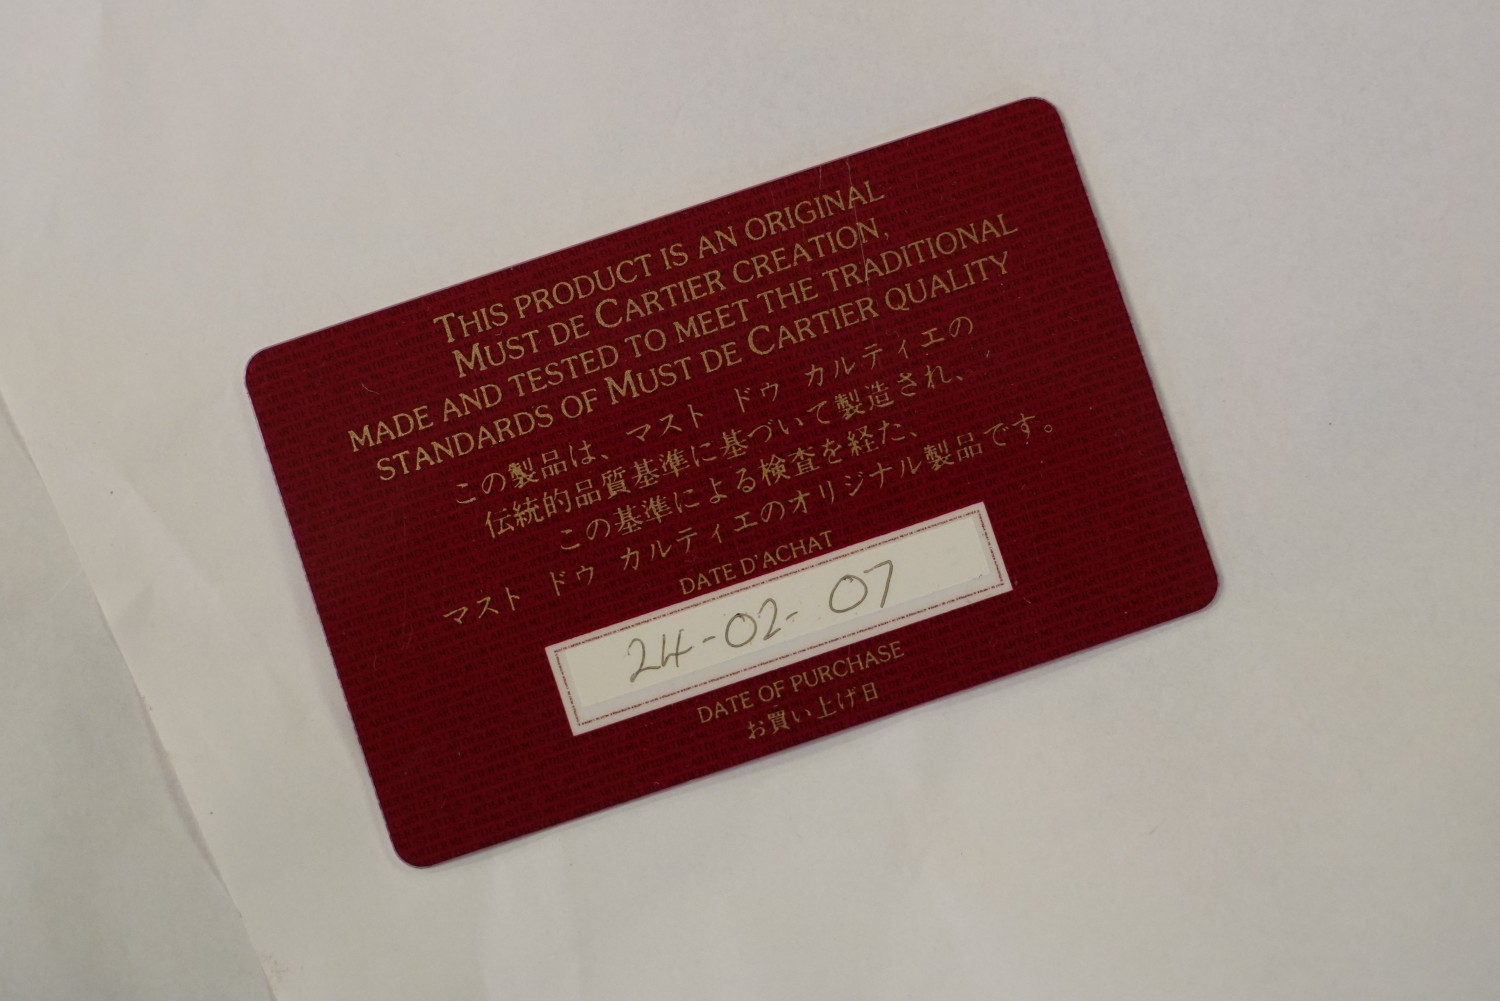 THIS PRODUCT IS AN ORIGINAL
MUST DE CARTIER CREATION,
MADE AND TESTED TO MEET THE TRADITIONAL
STANDARDS OF MUST DE CARTIER QUALITY
この製品は、マスト ドゥ カルティエの
伝統的品質基準に基づいて製造され、
この基準による検査を経た、
マスト ドゥ カルティエのオリジナル製品です。
DATE D'ACHAT
24-02-07
DATE OF PURCHASE
お買い上げ日